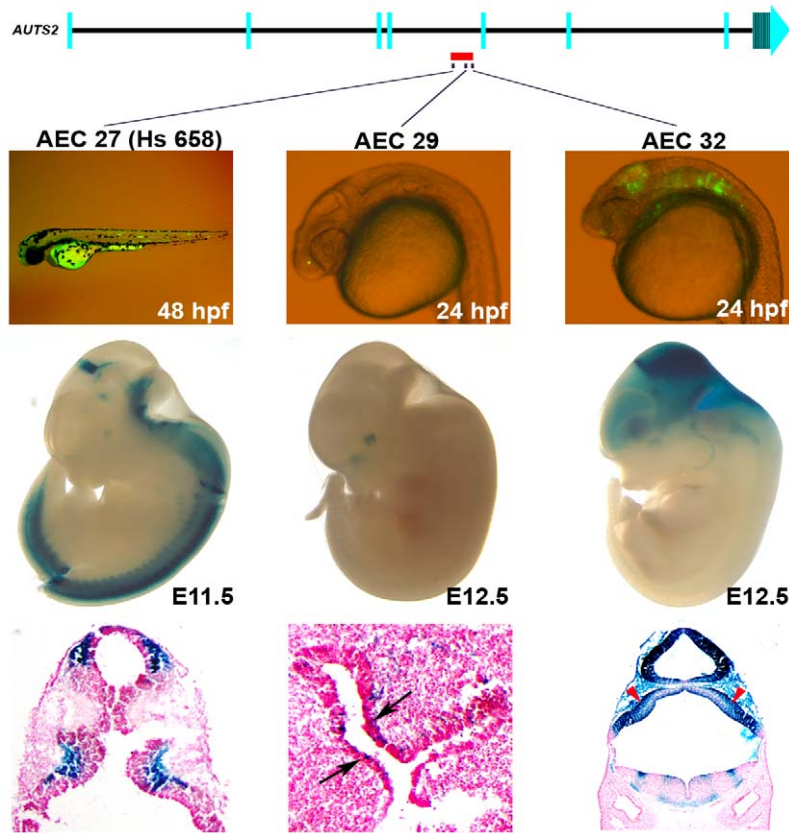 AUTS2
AEC 27 (Hs 658)
AEC 29
AEC 32
48 hpf
24 hpf
24 hpf
E11.5
E12.5
E12.5